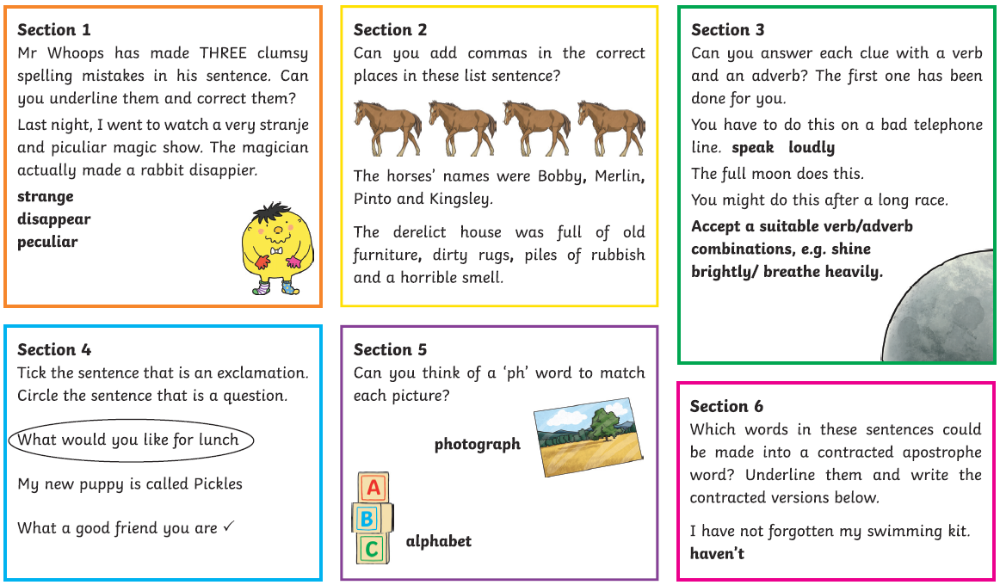 Section 1
Mr Whoops has made THREE clumsy
spelling mistakes in his sentence. Can
you underline them and correct them?
Last night, I went to watch a very stranje
and piculiar magic show. The magician
actually made a rabbit disappier.
strange
disappear
peculiar
Section 2
Can you add commas in the correct
places in these list sentence?
The horses’ names were Bobby, Merlin,
Pinto and Kingsley.
The derelict house was full of old
furniture, dirty rugs, piles of rubbish
and a horrible smell.
Section 3
Can you answer each clue with a verb
and an adverb? The first one has been
done for you.
You have to do this on a bad telephone
line. speak loudly
The full moon does this.
You might do this after a long race.
Accept a suitable verb/adverb
combinations, e.g. shine
brightly/ breathe heavily.
Section 4
Tick the sentence that is an exclamation.
Circle the sentence that is a question.
What would you like for lunch
My new puppy is called Pickles
What a good friend you are ✓
Section 5
Can you think of a ‘ph’ word to match
each picture?
photograph
A
B
C
alphabet
Section 6
Which words in these sentences could
be made into a contracted apostrophe
word? Underline them and write the
contracted versions below.
I have not forgotten my swimming kit.
haven’t